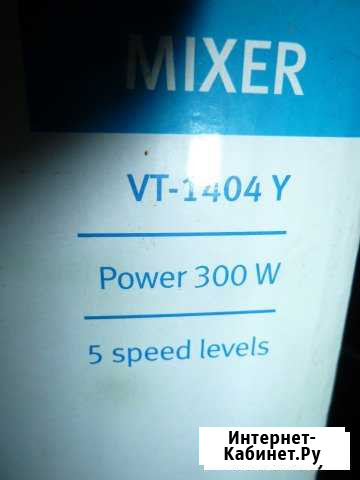 MIXER
VT-1404 Y
Power 300 W
5 speed levels
Интернет-
Кабинет.Ру